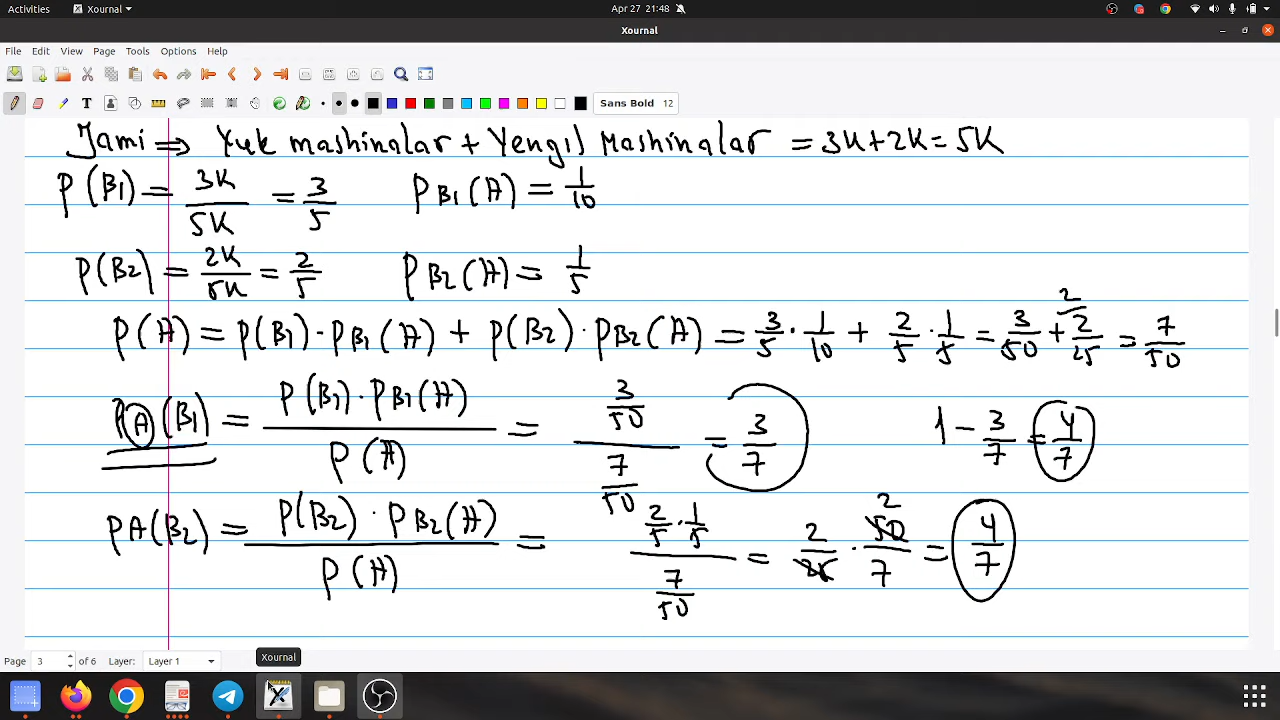 Activities Xournal Apr 27 21:48
Xournal
File Edit View Page Tools Options Help
Sans Bold 12
Jami ⇒ Yuk mashinalar + Yengil Mashinalar = 3K+2K=5K
P(B1) = 3K/5K = 3/5 PB1(A) = 1/10
P(B2) = 2K/5K = 2/5 PB2(A) = 1/5
P(A) = P(B1)·PB1(A) + P(B2)·PB2(A) = 3/5 · 1/10 + 2/5 · 1/5 = 3/50 + 2/25 = 7/50
2
PA(B1) = P(B1)·PB1(A) / P(A) = 3/50 / 7/50 = 3/7 1 - 3/7 = 4/7
PA(B2) = P(B2)·PB2(A) / P(A) = 2/5 · 1/5 / 7/50 = 2/25 · 50/7 = 4/7
2
Xournal
Page 3 of 6 Layer: Layer 1